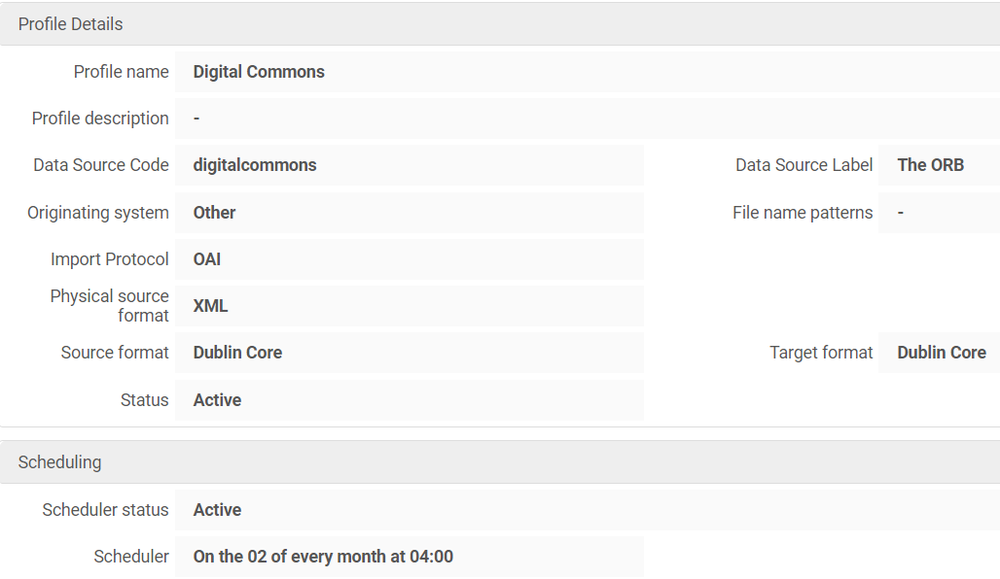 Profile Details
Profile name Digital Commons
Profile description -
Data Source Code digitalcommons Data Source Label The ORB
Originating system Other File name patterns -
Import Protocol OAI
Physical source
format XML
Source format Dublin Core Target format Dublin Core
Status Active
Scheduling
Scheduler status Active
Scheduler On the 02 of every month at 04:00